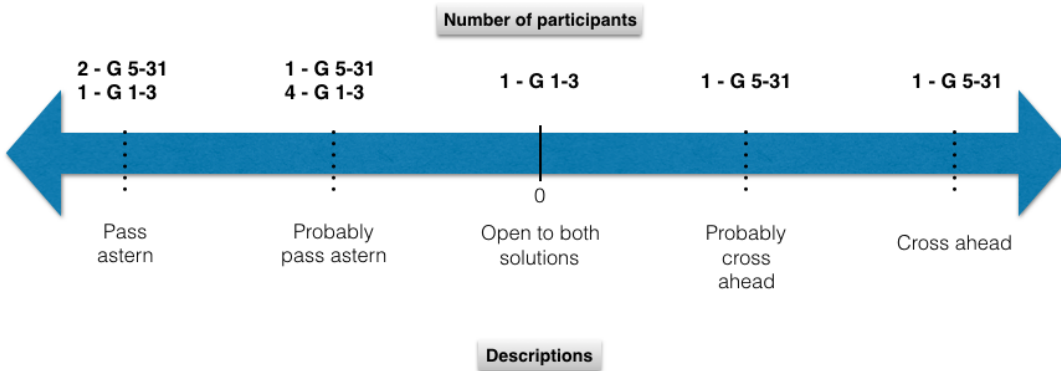 Number of participants
2 - G 5-31
1 - G 1-3
1 - G 5-31
4 - G 1-3
1 - G 1-3
1 - G 5-31
1 - G 5-31
0
Pass
astern
Probably
pass astern
Open to both
solutions
Probably
cross
ahead
Cross ahead
Descriptions